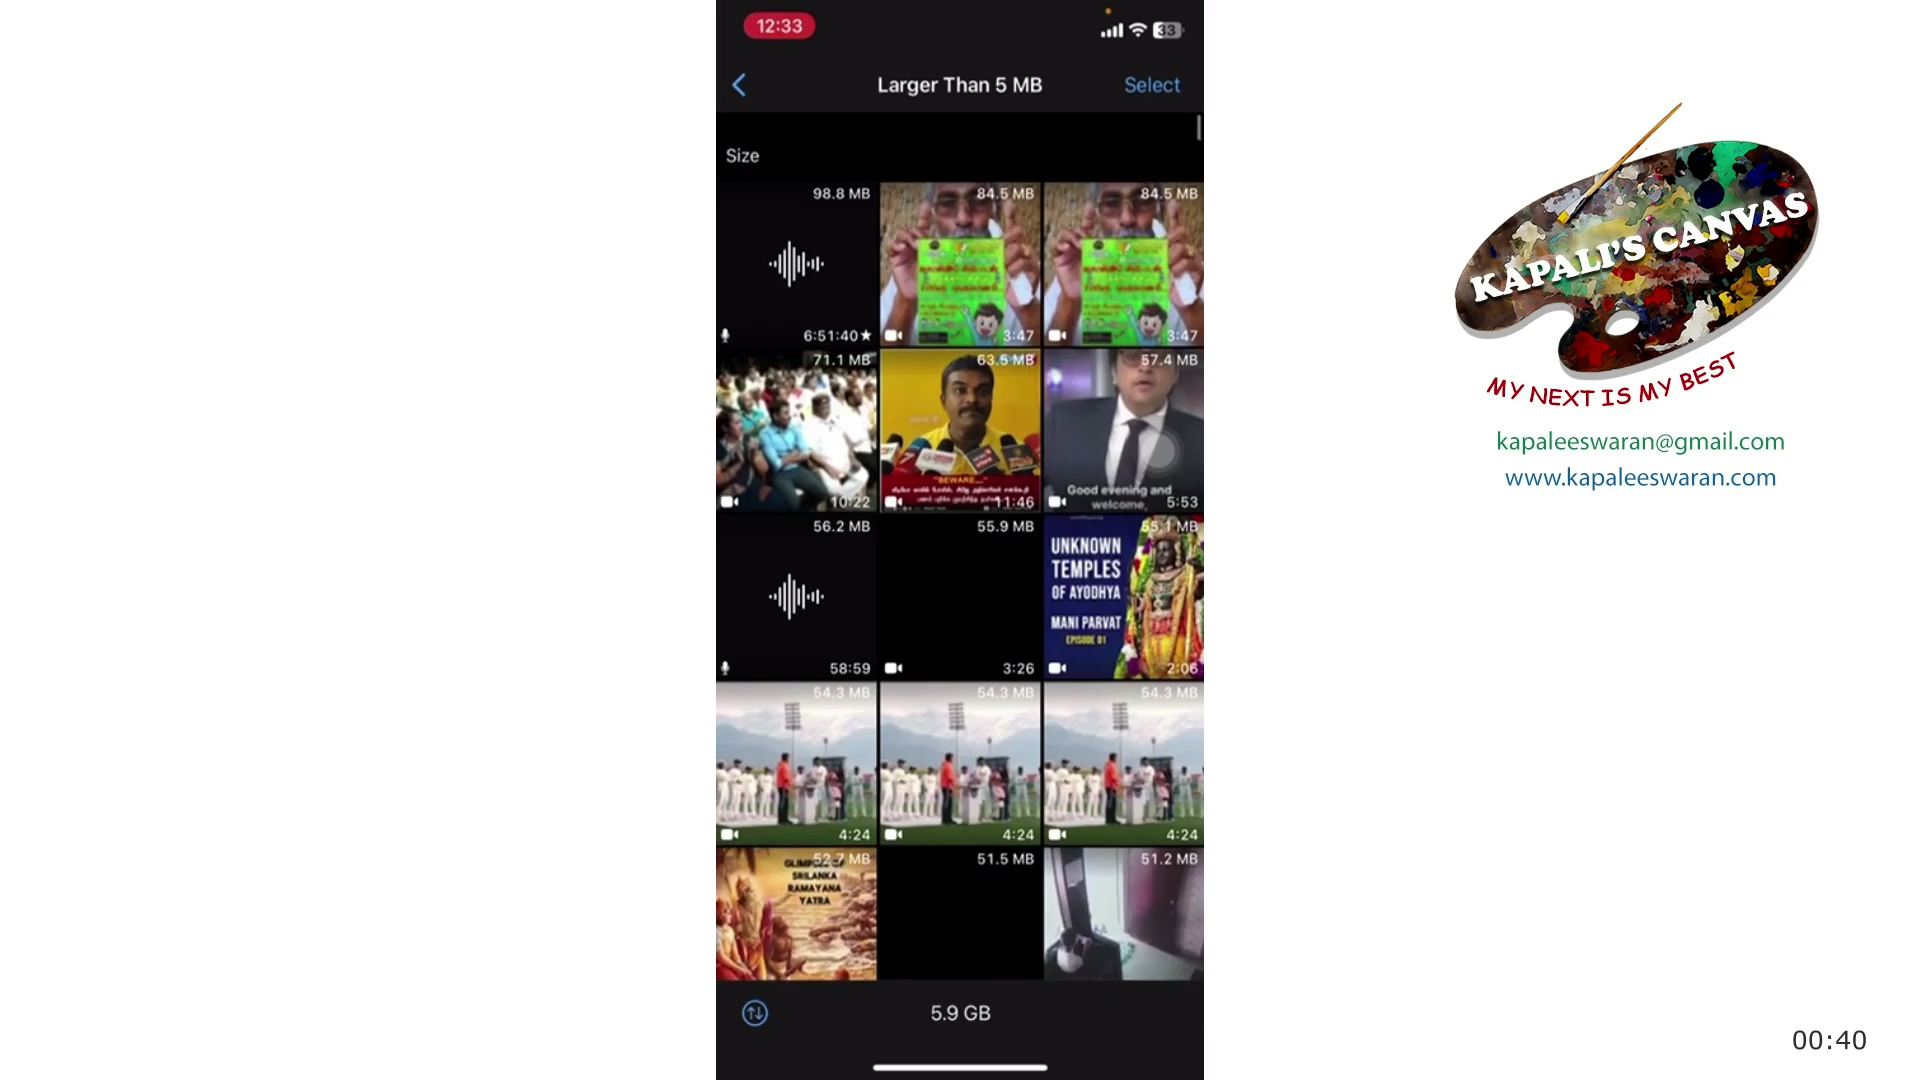 12:33
33
Larger Than 5 MB
Select
Size
98.8 MB
84.5 MB
84.5 MB
6:51:40
3:47
3:47
71.1 MB
63.5 MB
57.4 MB
"BEWARE..."
Good evening and
welcome,
10:22
11:46
5:53
56.2 MB
55.9 MB
55.1 MB
UNKNOWN
TEMPLES
OF AYODHYA
MANI PARVAT
EPISODE 01
58:59
3:26
2:06
54.3 MB
54.3 MB
54.3 MB
4:24
4:24
4:24
52.7 MB
51.5 MB
51.2 MB
SRILANKA
RAMAYANA
YATRA
5.9 GB
KAPALI'S CANVAS
MY NEXT IS MY BEST
kapaleeswaran@gmail.com
www.kapaleeswaran.com
00:40